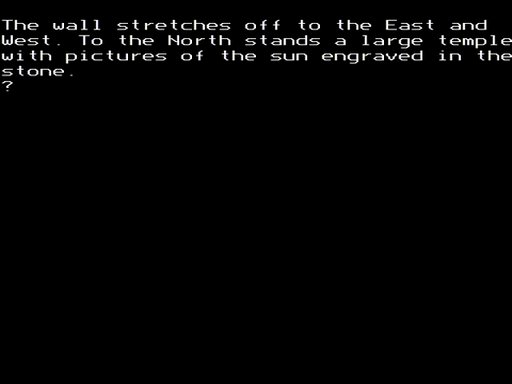 The wall stretches off to the East and
West. To the North stands a large temple
with pictures of the sun engraved in the
stone.
?